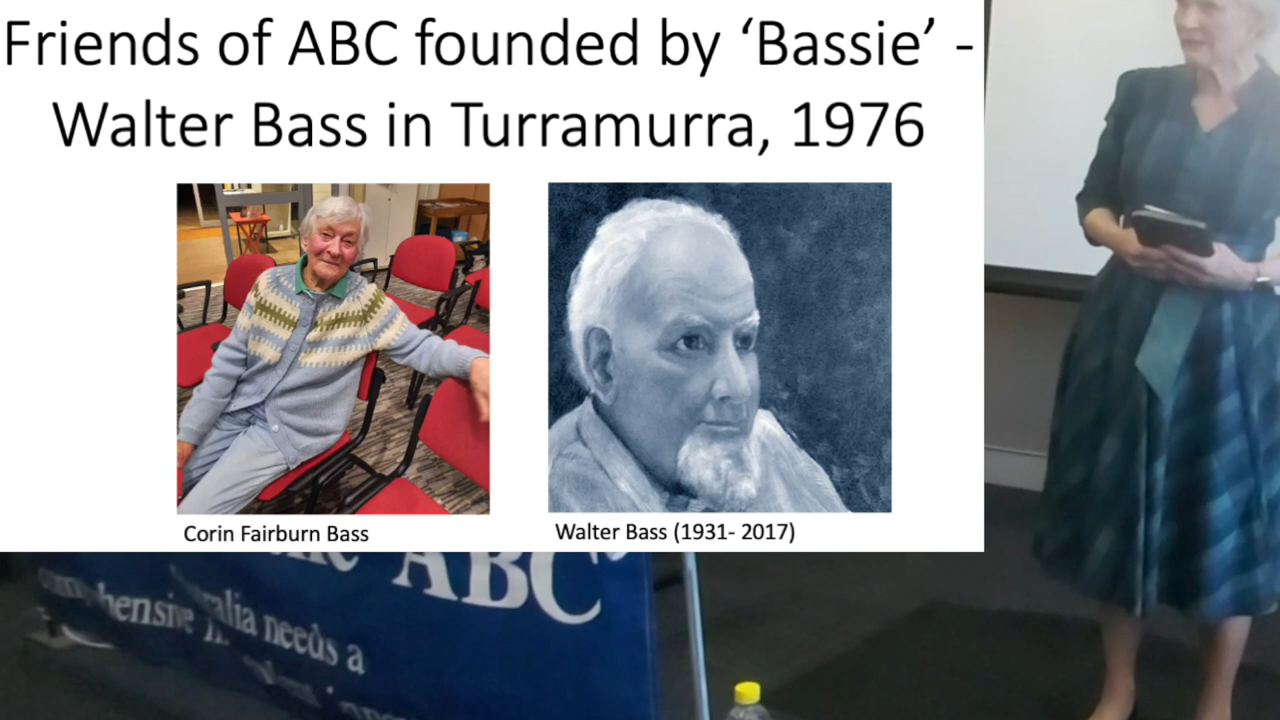 Friends of ABC founded by ‘Bassie’ -
Walter Bass in Turramurra, 1976
Corin Fairburn Bass
Walter Bass (1931- 2017)
ABC
needs a